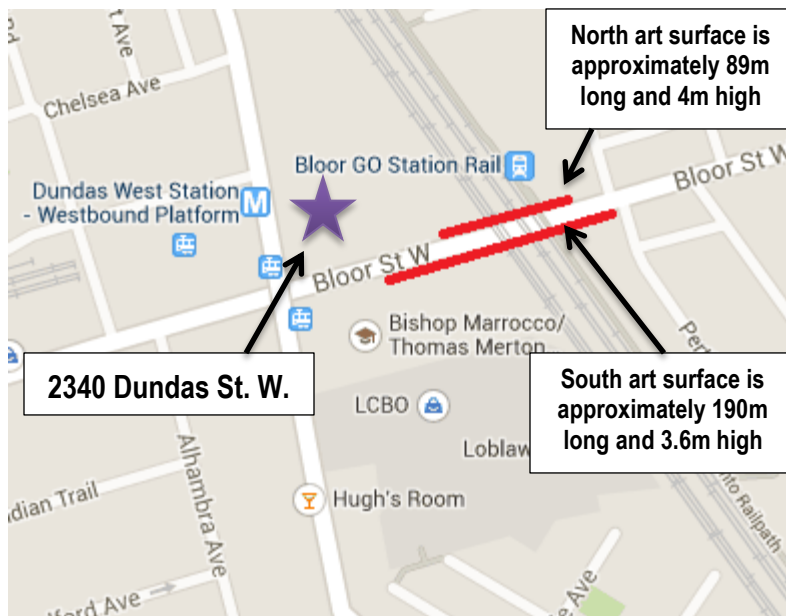 North art surface is
approximately 89m
long and 4m high
Chelsea Ave
Bloor GO Station Rail
Bloor St W
Dundas West Station
- Westbound Platform
M
Bloor St W
Bishop Marrocco/
Thomas Merton
2340 Dundas St. W.
South art surface is
approximately 190m
long and 3.6m high
LCBO
Loblaw
Alhambra Ave
Hugh's Room
Ave